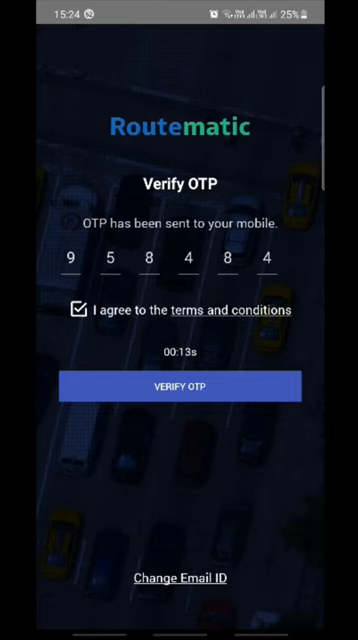 15:24 25%
Routematic
Verify OTP
OTP has been sent to your mobile.
9 5 8 4 8 4
I agree to the terms and conditions
00:13s
VERIFY OTP
Change Email ID